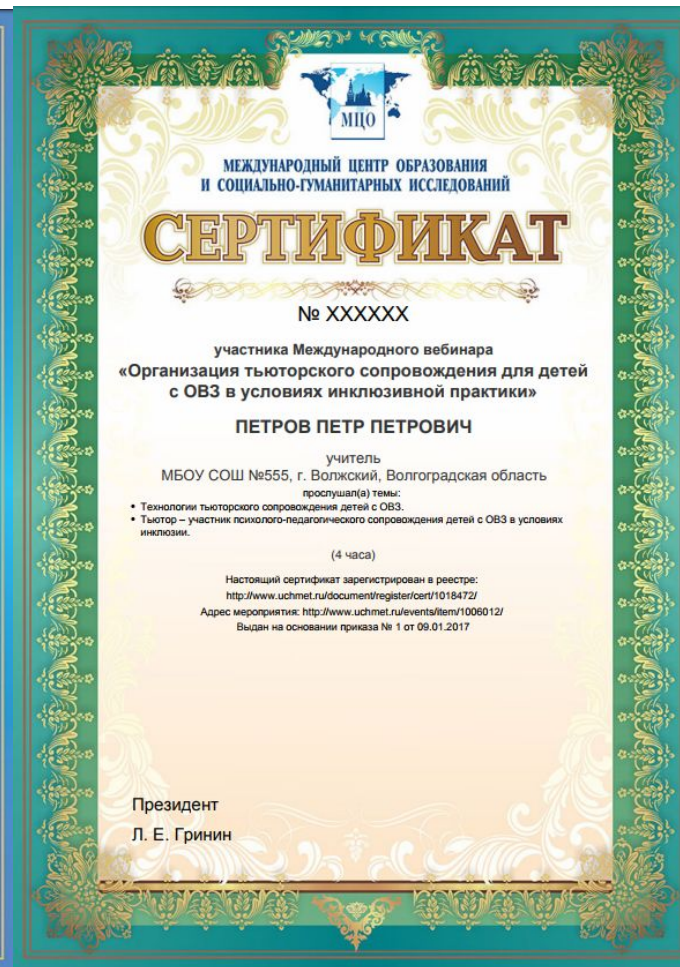 МЦО
МЕЖДУНАРОДНЫЙ ЦЕНТР ОБРАЗОВАНИЯ
И СОЦИАЛЬНО-ГУМАНИТАРНЫХ ИССЛЕДОВАНИЙ
СЕРТИФИКАТ
№ XXXXXX
участника Международного вебинара
«Организация тьюторского сопровождения для детей
с ОВЗ в условиях инклюзивной практики»
ПЕТРОВ ПЕТР ПЕТРОВИЧ
учитель
МБОУ СОШ №555, г. Волжский, Волгоградская область
прослушал(а) темы:
• Технологии тьюторского сопровождения детей с ОВЗ.
• Тьютор – участник психолого-педагогического сопровождения детей с ОВЗ в условиях
инклюзии.
(4 часа)
Настоящий сертификат зарегистрирован в реестре:
http://www.uchmet.ru/document/register/cert/1018472/
Адрес мероприятия: http://www.uchmet.ru/events/item/1006012/
Выдан на основании приказа № 1 от 09.01.2017
Президент
Л. Е. Гринин